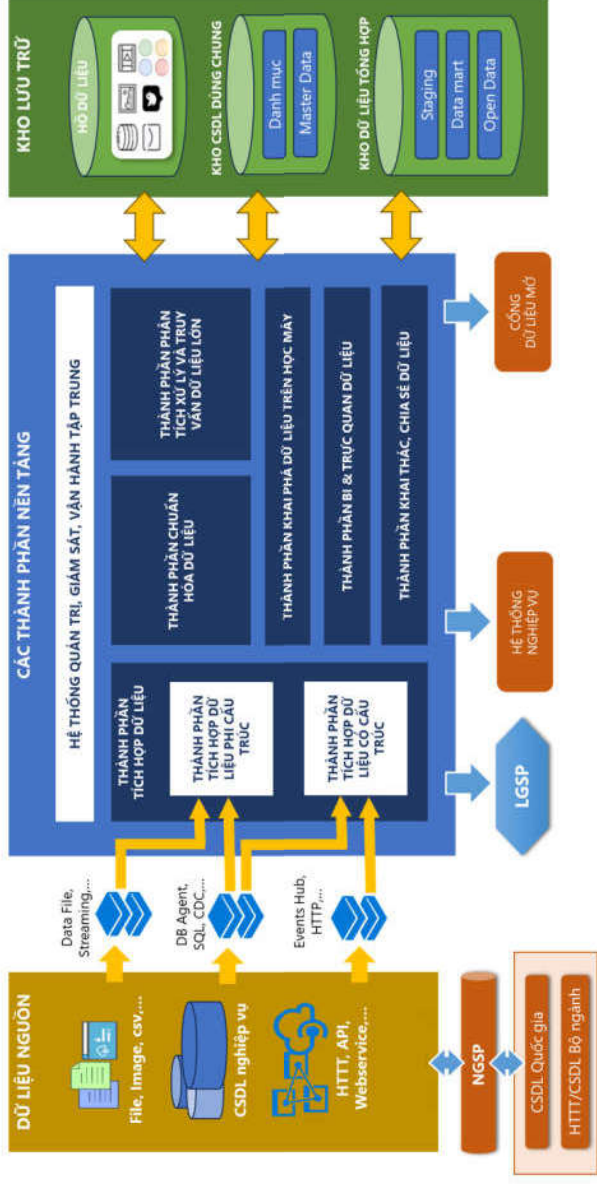 DỮ LIỆU NGUỒN
File, Image, csv,...
CSDL nghiệp vụ
HTTT, API,
Webservice,...
Data File,
Streaming,...
DB Agent,
SQL, CDC,...
Events Hub,
HTTP,...
NGSP
CSDL Quốc gia
HTTT/CSDL Bộ ngành
CÁC THÀNH PHẦN NỀN TẢNG
HỆ THỐNG QUẢN TRỊ, GIÁM SÁT, VẬN HÀNH TẬP TRUNG
THÀNH PHẦN
TÍCH HỢP DỮ LIỆU
THÀNH PHẦN
TÍCH HỢP DỮ
LIỆU PHI CẤU
TRÚC
THÀNH PHẦN
TÍCH HỢP DỮ
LIỆU CÓ CẤU
TRÚC
THÀNH PHẦN CHUẨN
HÓA DỮ LIỆU
THÀNH PHẦN PHÂN
TÍCH XỬ LÝ VÀ TRUY
VẤN DỮ LIỆU LỚN
THÀNH PHẦN KHAI PHÁ DỮ LIỆU TRÊN HỌC MÁY
THÀNH PHẦN BI & TRỰC QUAN DỮ LIỆU
THÀNH PHẦN KHAI THÁC, CHIA SẺ DỮ LIỆU
LGSP
HỆ THỐNG
NGHIỆP VỤ
CỔNG
DỮ LIỆU MỞ
KHO LƯU TRỮ
HỒ DỮ LIỆU
KHO CSDL DÙNG CHUNG
Danh mục
Master Data
KHO DỮ LIỆU TỔNG HỢP
Staging
Data mart
Open Data